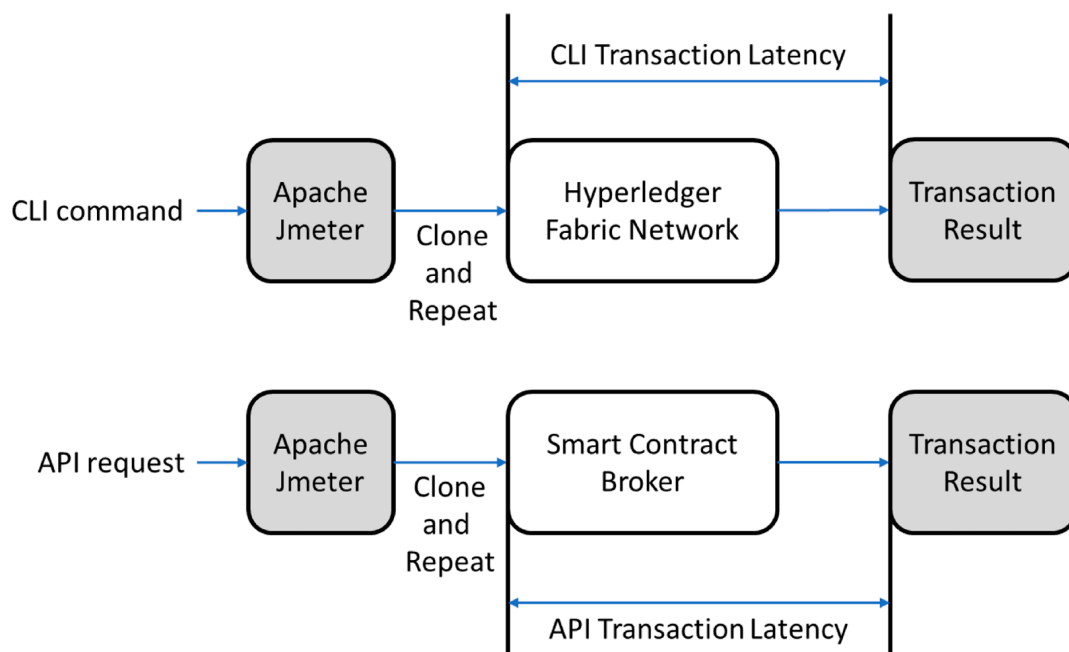 CLI Transaction Latency
CLI command
Apache
Jmeter
Clone
and
Repeat
Hyperledger
Fabric Network
Transaction
Result
API request
Apache
Jmeter
Clone
and
Repeat
Smart Contract
Broker
Transaction
Result
API Transaction Latency